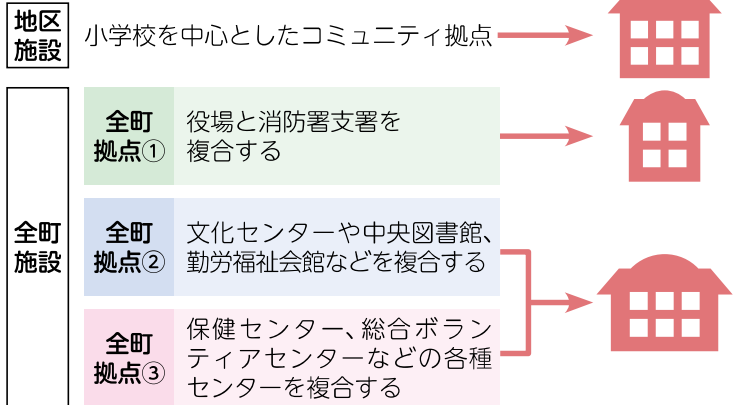 地区
施設
小学校を中心としたコミュニティ拠点
全町
施設
全町
拠点①
役場と消防署支署を
複合する
全町
拠点②
文化センターや中央図書館、
勤労福祉会館などを複合する
全町
拠点③
保健センター、総合ボラン
ティアセンターなどの各種
センターを複合する